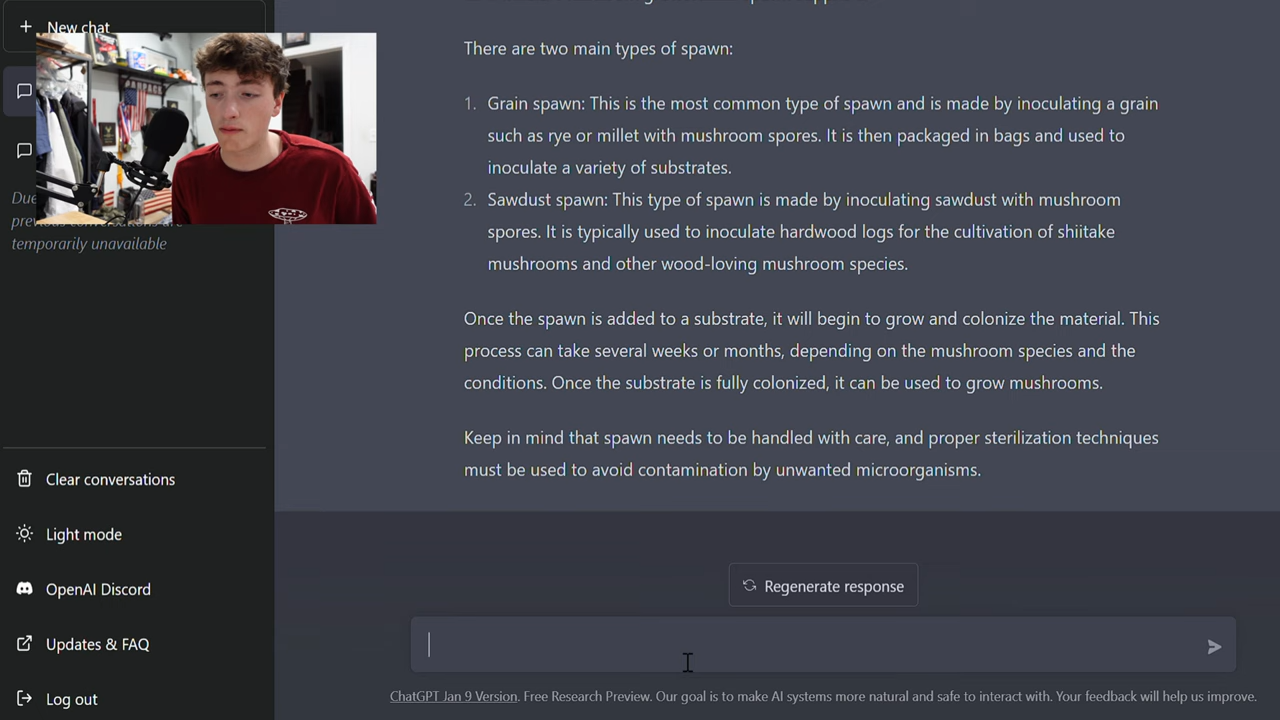 New chat
There are two main types of spawn:
1. Grain spawn: This is the most common type of spawn and is made by inoculating a grain
such as rye or millet with mushroom spores. It is then packaged in bags and used to
inoculate a variety of substrates.
2. Sawdust spawn: This type of spawn is made by inoculating sawdust with mushroom
spores. It is typically used to inoculate hardwood logs for the cultivation of shiitake
mushrooms and other wood-loving mushroom species.
Due
temporarily unavailable
Once the spawn is added to a substrate, it will begin to grow and colonize the material. This
process can take several weeks or months, depending on the mushroom species and the
conditions. Once the substrate is fully colonized, it can be used to grow mushrooms.
Keep in mind that spawn needs to be handled with care, and proper sterilization techniques
must be used to avoid contamination by unwanted microorganisms.
Clear conversations
Light mode
OpenAI Discord
Updates & FAQ
Log out
Regenerate response
ChatGPT Jan 9 Version. Free Research Preview. Our goal is to make AI systems more natural and safe to interact with. Your feedback will help us improve.